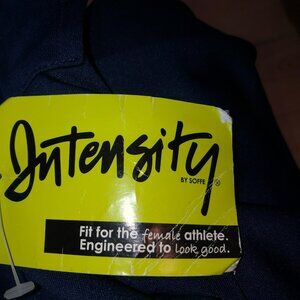 Intensity
BY SOFFE ®
Fit for the female athlete.
Engineered to look good.